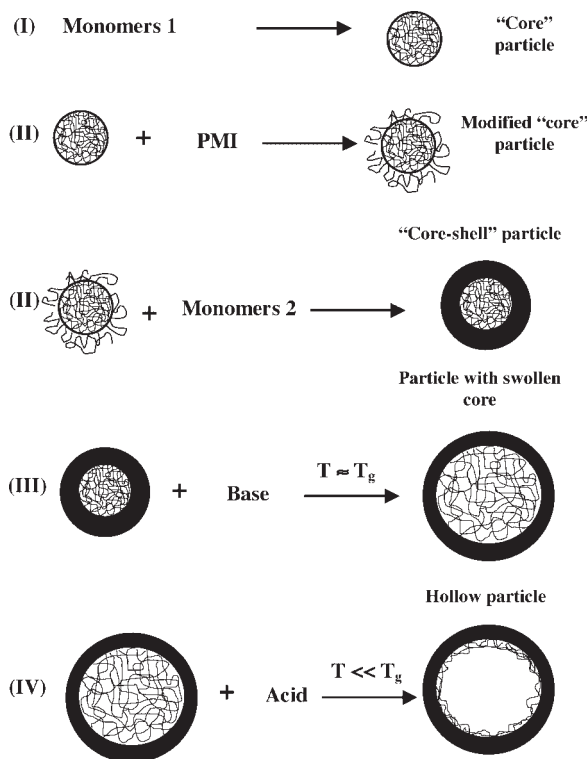 (I) Monomers 1 “Core”
particle
(II) + PMI Modified “core”
particle
“Core-shell” particle
(II) + Monomers 2
Particle with swollen
core
(III) + Base T ≈ Tg
Hollow particle
(IV) + Acid T << Tg